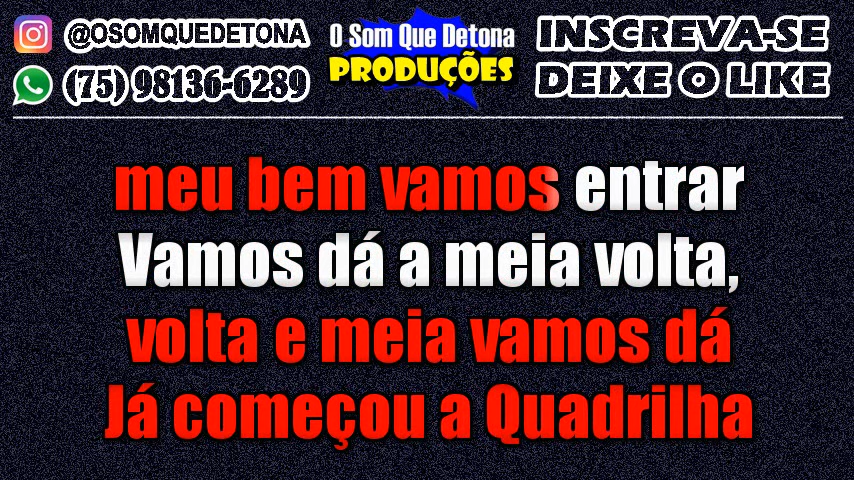 @OSOMQUEDETONA
(75) 98136-6289
O Som Que Detona
PRODUÇÕES
INSCREVA-SE
DEIXE O LIKE
meu bem vamos entrar
Vamos dá a meia volta,
volta e meia vamos dá
Já começou a Quadrilha